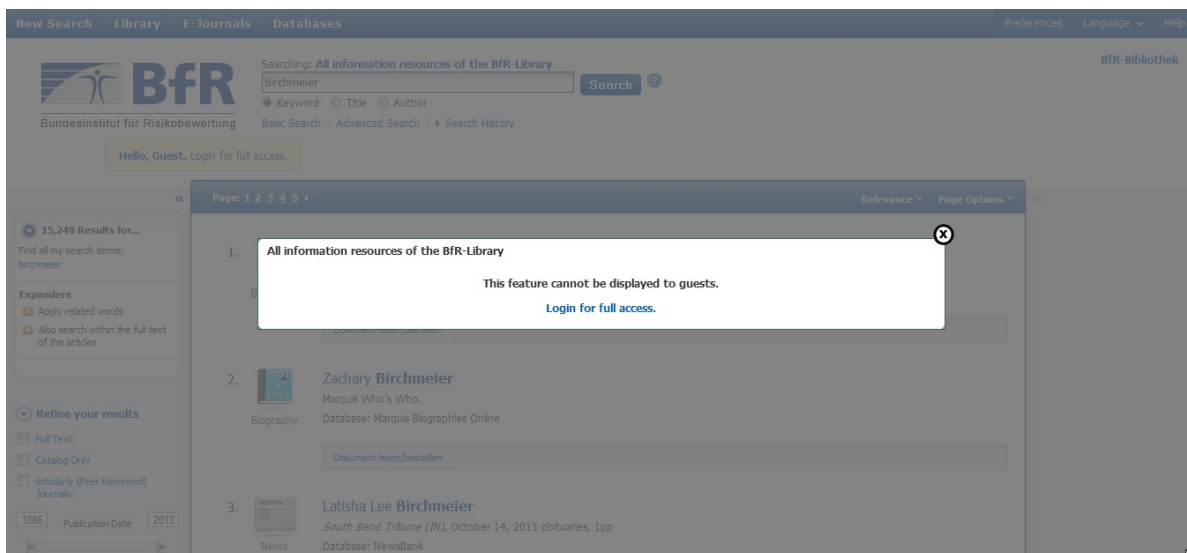 New Search Library E-Journals Databases
Preferences Language Help
BfR
Bundesinstitut für Risikobewertung
Searching: All information resources of the BfR-Library
birchmeier
Search ?
Keyword Title Author
Basic Search Advanced Search Search History
BfR-Bibliothek
Hello, Guest. Login for full access.
«
Page: 1 2 3 4 5
Relevance Page Options
»
15,249 Results for...
Find all my search terms:
birchmeier
Expanders
Apply related words
Also search within the full text
of the articles
Refine your results
Full Text
Catalog Only
Scholarly (Peer Reviewed)
Journals
1886 Publication Date 2013
1.
X
All information resources of the BfR-Library
This feature cannot be displayed to guests.
Login for full access.
Dokument lesen/bestellen
2.
Zachary Birchmeier
Marquis Who's Who.
Biography
Database: Marquis Biographies Online
Dokument lesen/bestellen
3.
Latisha Lee Birchmeier
South Bend Tribune (IN), October 14, 2011 obituaries, 1pp
News
Database: NewsBank